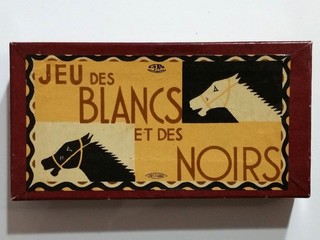 JEU DES
BLANCS
ET DES
NOIRS